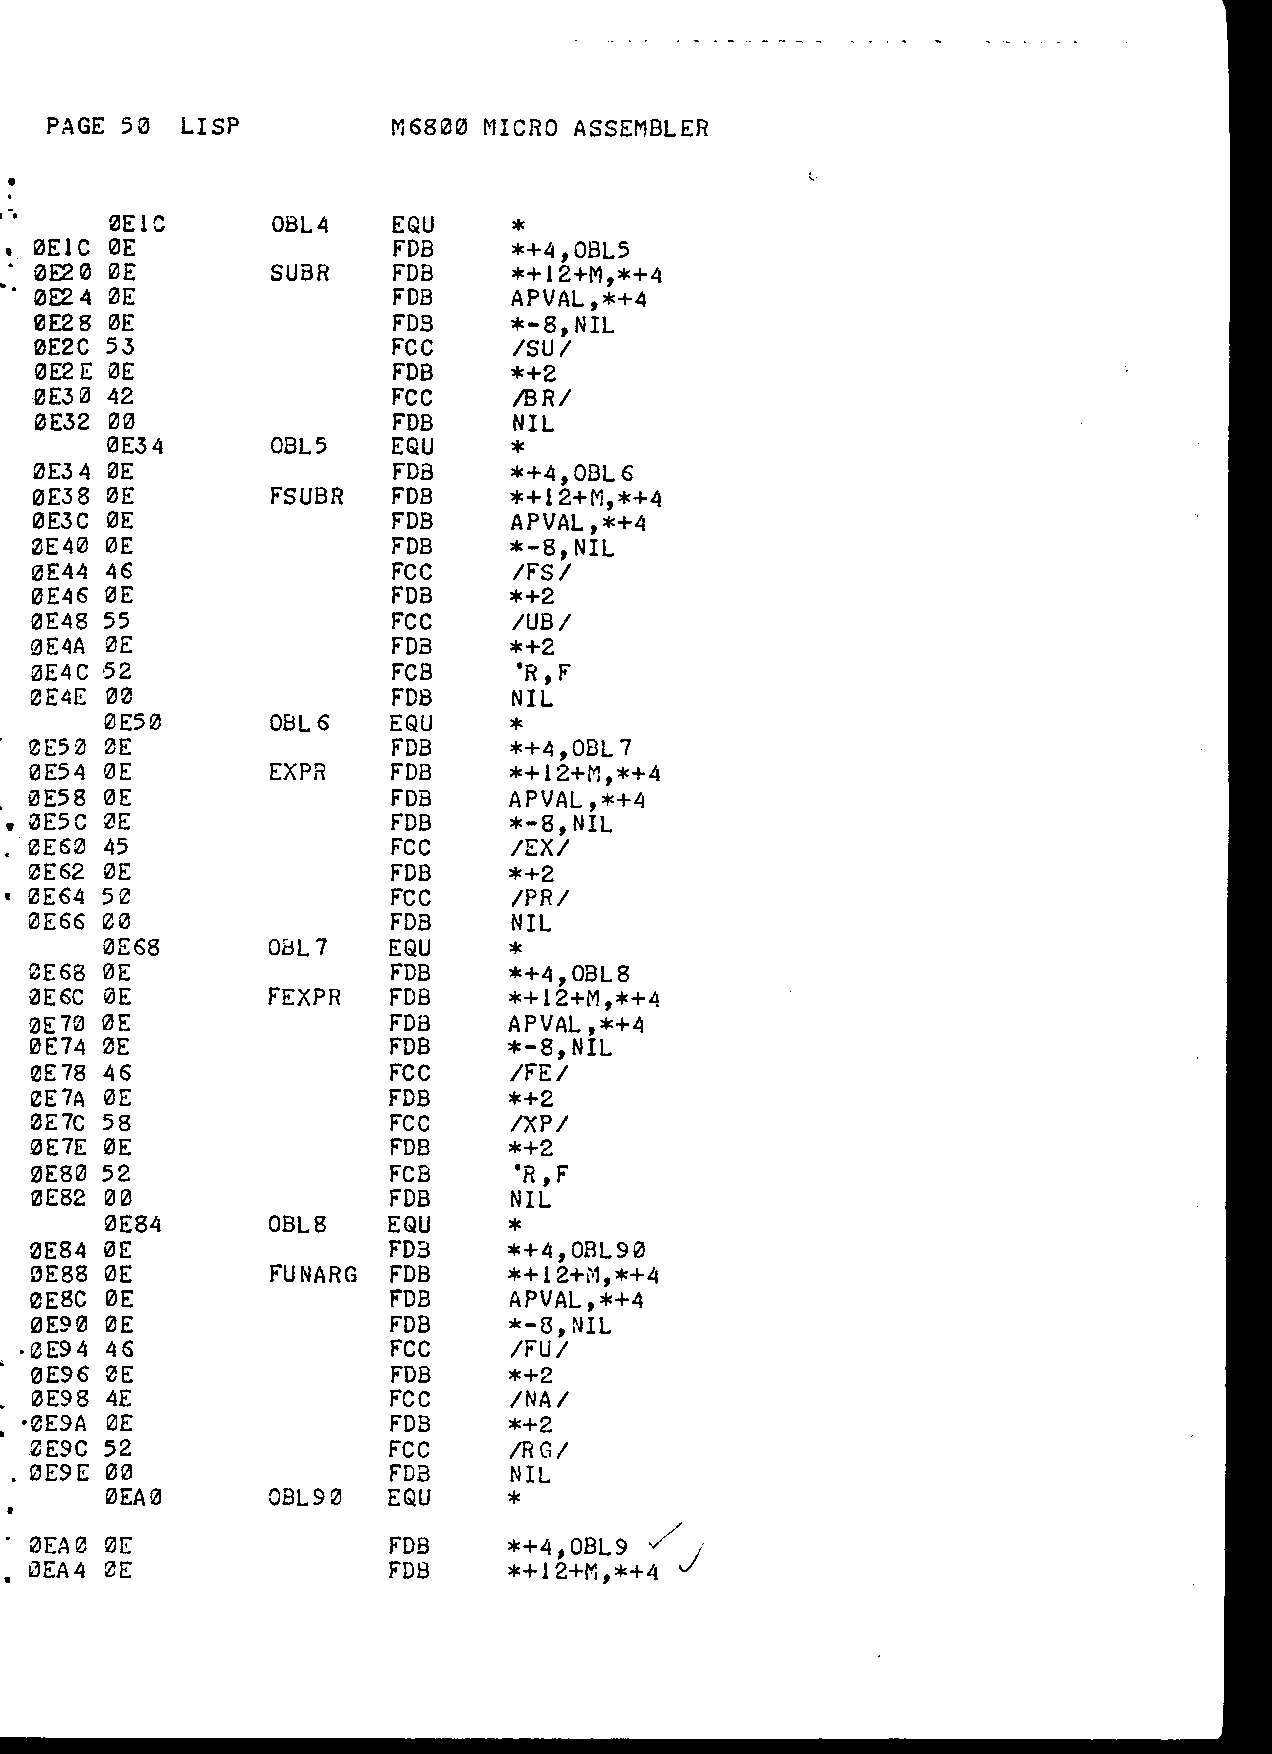 PAGE 50  LISP          M6800 MICRO ASSEMBLER
0E1C OBL4 EQU *
0E1C 0E FDB *+4,OBL5
0E20 0E SUBR FDB *+12+M,*+4
0E24 0E FDB APVAL,*+4
0E28 0E FDB *-8,NIL
0E2C 53 FCC /SU/
0E2E 0E FDB *+2
0E30 42 FCC /BR/
0E32 00 FDB NIL
0E34 OBL5 EQU *
0E34 0E FDB *+4,OBL6
0E38 0E FSUBR FDB *+12+M,*+4
0E3C 0E FDB APVAL,*+4
0E40 0E FDB *-8,NIL
0E44 46 FCC /FS/
0E46 0E FDB *+2
0E48 55 FCC /UB/
0E4A 0E FDB *+2
0E4C 52 FCB 'R,F
0E4E 00 FDB NIL
0E50 OBL6 EQU *
0E50 0E FDB *+4,OBL7
0E54 0E EXPR FDB *+12+M,*+4
0E58 0E FDB APVAL,*+4
0E5C 0E FDB *-8,NIL
0E60 45 FCC /EX/
0E62 0E FDB *+2
0E64 50 FCC /PR/
0E66 00 FDB NIL
0E68 OBL7 EQU *
0E68 0E FDB *+4,OBL8
0E6C 0E FEXPR FDB *+12+M,*+4
0E70 0E FDB APVAL,*+4
0E74 0E FDB *-8,NIL
0E78 46 FCC /FE/
0E7A 0E FDB *+2
0E7C 58 FCC /XP/
0E7E 0E FDB *+2
0E80 52 FCB 'R,F
0E82 00 FDB NIL
0E84 OBL8 EQU *
0E84 0E FDB *+4,OBL90
0E88 0E FUNARG FDB *+12+M,*+4
0E8C 0E FDB APVAL,*+4
0E90 0E FDB *-8,NIL
0E94 46 FCC /FU/
0E96 0E FDB *+2
0E98 4E FCC /NA/
0E9A 0E FDB *+2
0E9C 52 FCC /RG/
0E9E 00 FDB NIL
0EA0 OBL90 EQU *
0EA0 0E FDB *+4,OBL9 ✓
0EA4 0E FDB *+12+M,*+4 ✓